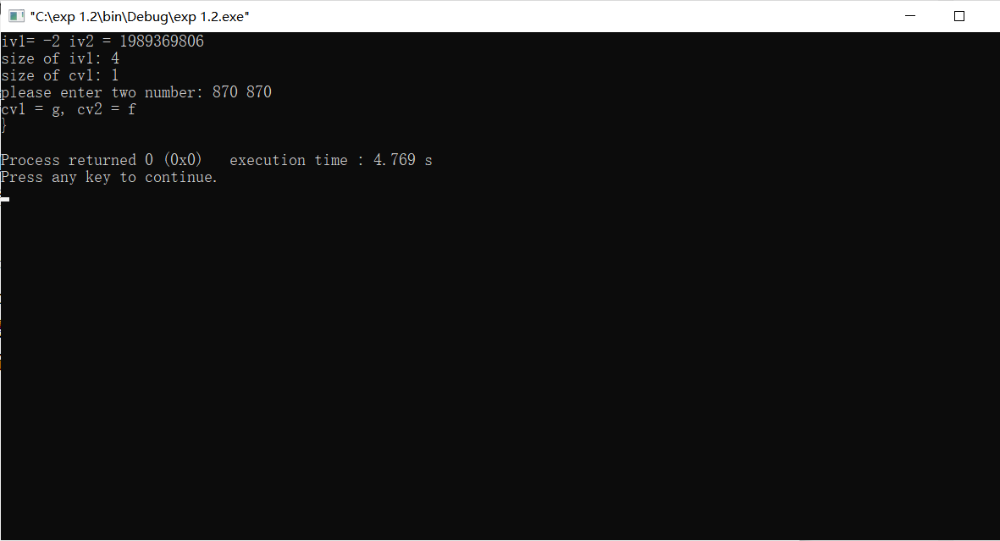 "C:\exp 1.2\bin\Debug\exp 1.2.exe"
iv1= -2 iv2 = 1989369806
size of iv1: 4
size of cv1: 1
please enter two number: 870 870
cv1 = g, cv2 = f
}
Process returned 0 (0x0)   execution time : 4.769 s
Press any key to continue.